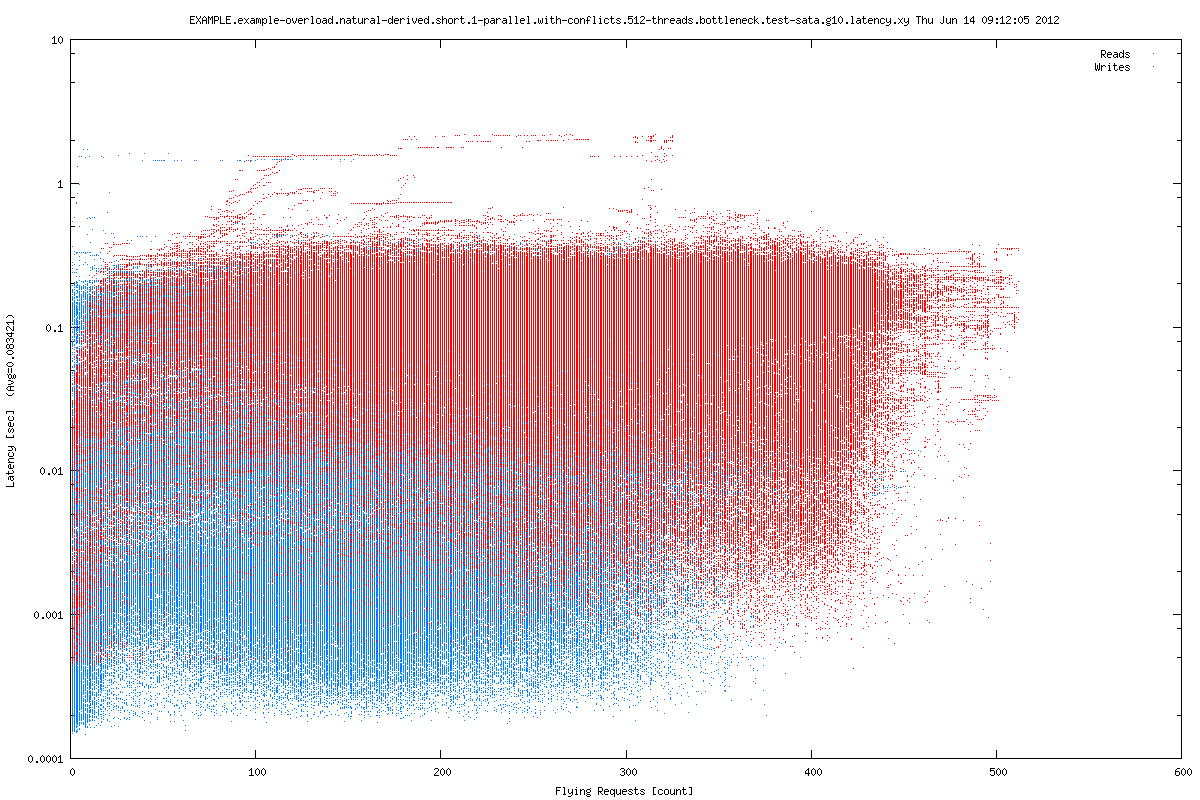 EXAMPLE.example-overload.natural-derived.short.1-parallel.with-conflicts.512-threads.bottleneck.test-sata.g10.latency.xy Thu Jun 14 09:12:05 2012
Reads
Writes
10
1
0.1
0.01
0.001
0.0001
Latency [sec] (Avg=0.083421)
0 100 200 300 400 500 600
Flying Requests [count]